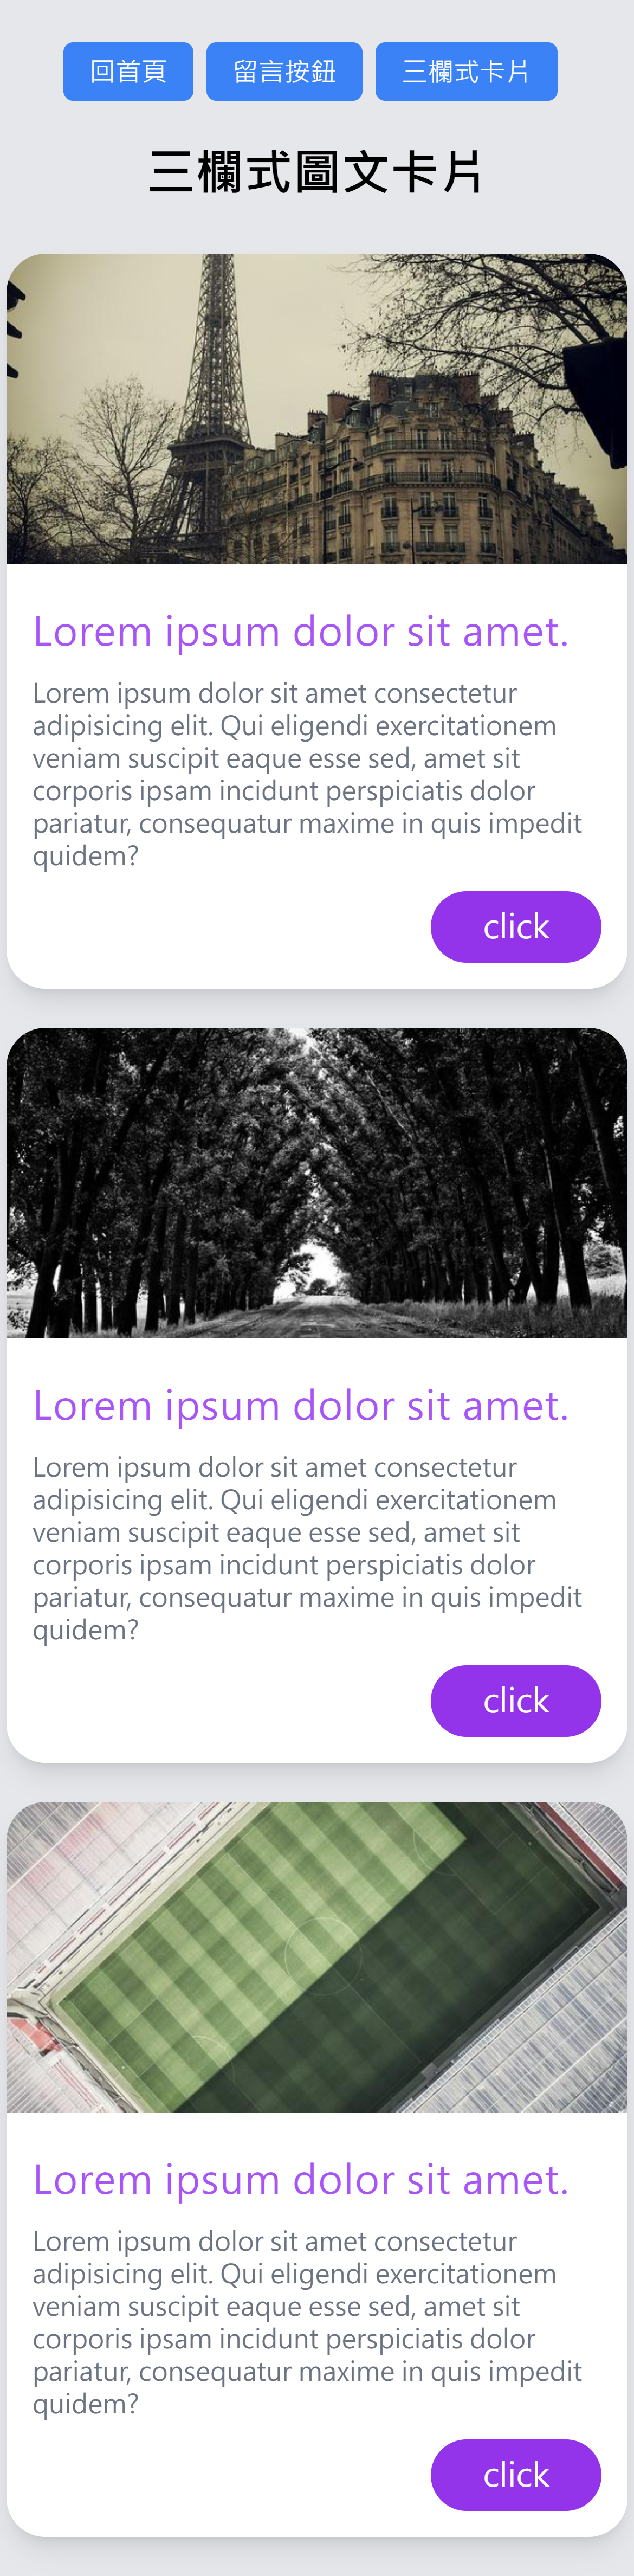 回首頁 留言按鈕 三欄式卡片
三欄式圖文卡片
Lorem ipsum dolor sit amet.
Lorem ipsum dolor sit amet consectetur
adipisicing elit. Qui eligendi exercitationem
veniam suscipit eaque esse sed, amet sit
corporis ipsam incidunt perspiciatis dolor
pariatur, consequatur maxime in quis impedit
quidem?
click
Lorem ipsum dolor sit amet.
Lorem ipsum dolor sit amet consectetur
adipisicing elit. Qui eligendi exercitationem
veniam suscipit eaque esse sed, amet sit
corporis ipsam incidunt perspiciatis dolor
pariatur, consequatur maxime in quis impedit
quidem?
click
Lorem ipsum dolor sit amet.
Lorem ipsum dolor sit amet consectetur
adipisicing elit. Qui eligendi exercitationem
veniam suscipit eaque esse sed, amet sit
corporis ipsam incidunt perspiciatis dolor
pariatur, consequatur maxime in quis impedit
quidem?
click